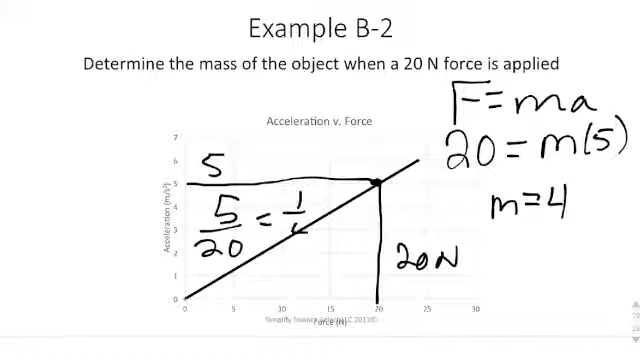 Example B-2
Determine the mass of the object when a 20 N force is applied
F = ma
20 = m(5)
m = 4
Acceleration v. Force
7
6
5
4
3
2
1
0
Acceleration (m/s²)
5
5/20 = 1/4
20N
0
5
10
15
20
25
30
Force (N)